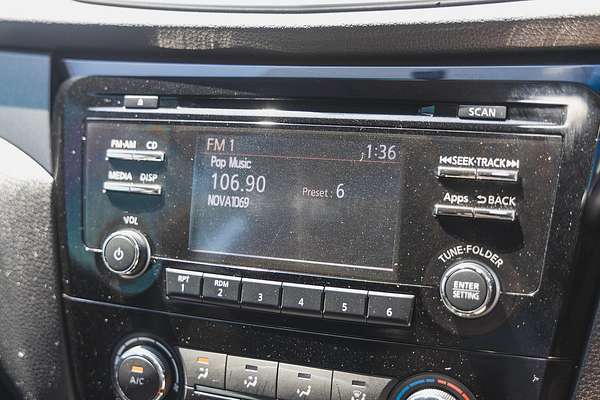 SCAN
FM·AM CD
MEDIA DISP
VOL
FM 1
1:36
Pop Music
106.90
Preset : 6
NOVA1069
SEEK·TRACK
Apps BACK
TUNE·FOLDER
ENTER
SETTING
RPT
1
RDM
2
3
4
5
6
A/C